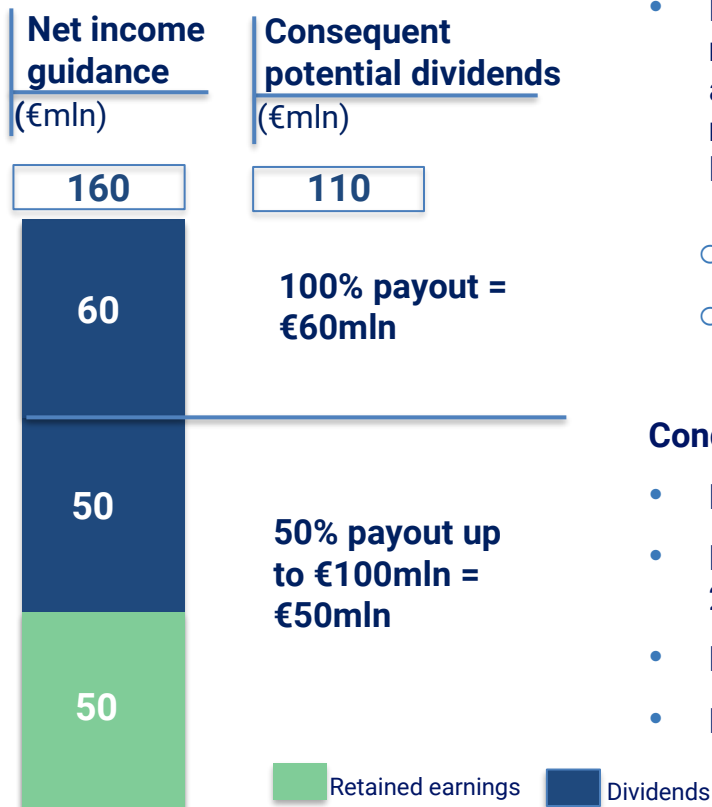 Net income
guidance
(€mln)
Consequent
potential dividends
(€mln)
160
110
60
100% payout =
€60mln
50
50% payout up
to €100mln =
€50mln
50
Retained earnings
Dividends